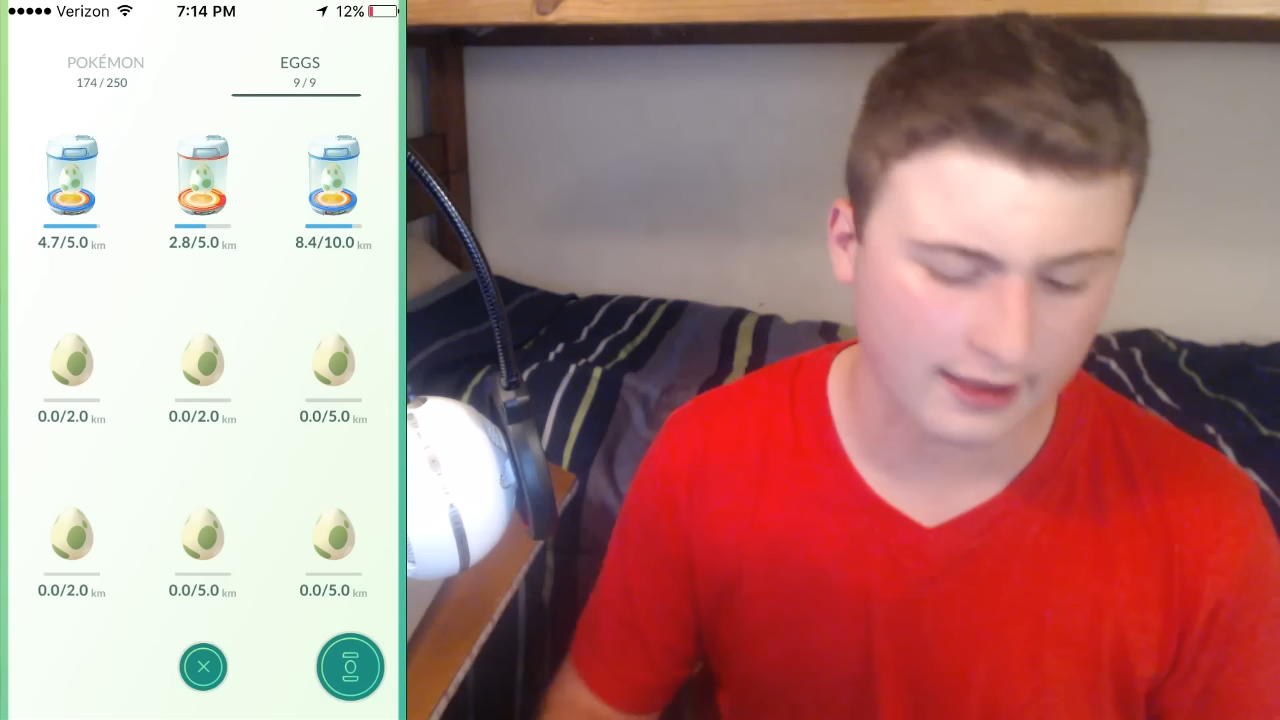 Verizon 7:14 PM 12%
POKÉMON EGGS
174/250 9/9
4.7/5.0 km 2.8/5.0 km 8.4/10.0 km
0.0/2.0 km 0.0/2.0 km 0.0/5.0 km
0.0/2.0 km 0.0/5.0 km 0.0/5.0 km